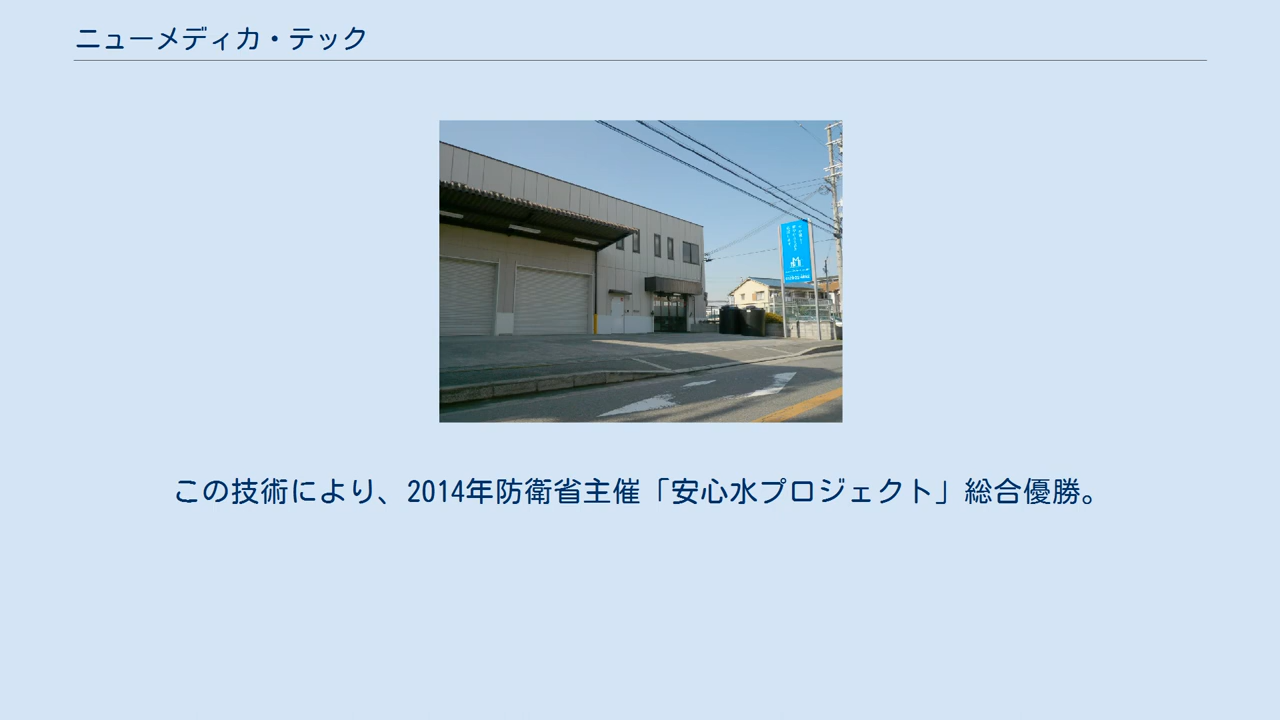 ニューメディカ・テック
この技術により、2014年防衛省主催「安心水プロジェクト」総合優勝。